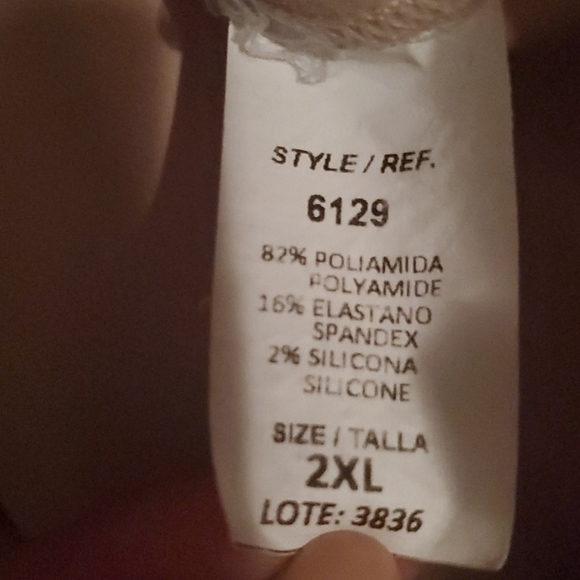 STYLE / REF.
6129
82% POLIAMIDA
POLYAMIDE
16% ELASTANO
SPANDEX
2% SILICONA
SILICONE
SIZE / TALLA
2XL
LOTE: 3836